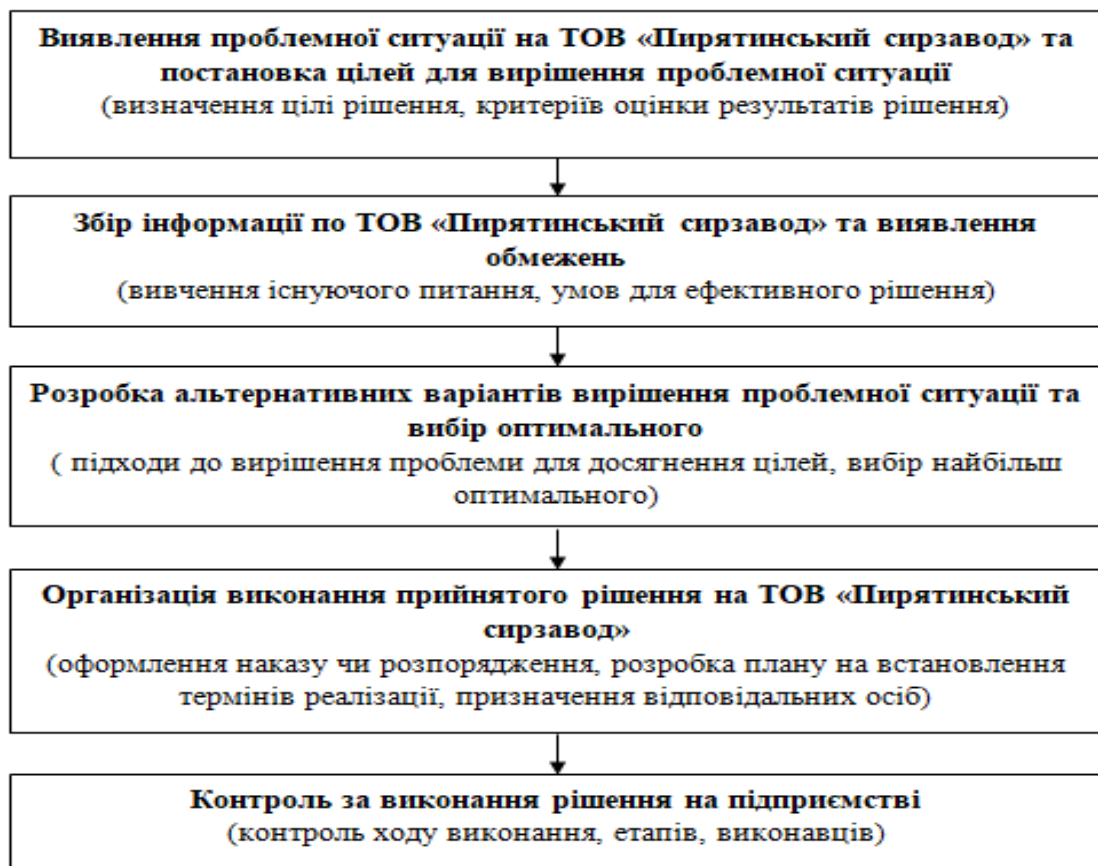 Виявлення проблемної ситуації на ТОВ «Пирятинський сирзавод» та
постановка цілей для вирішення проблемної ситуації
(визначення цілі рішення, критеріїв оцінки результатів рішення)
Збір інформації по ТОВ «Пирятинський сирзавод» та виявлення
обмежень
(вивчення існуючого питання, умов для ефективного рішення)
Розробка альтернативних варіантів вирішення проблемної ситуації та
вибір оптимального
( підходи до вирішення проблеми для досягнення цілей, вибір найбільш
оптимального)
Організація виконання прийнятого рішення на ТОВ «Пирятинський
сирзавод»
(оформлення наказу чи розпорядження, розробка плану на встановлення
термінів реалізації, призначення відповідальних осіб)
Контроль за виконання рішення на підприємстві
(контроль ходу виконання, етапів, виконавців)